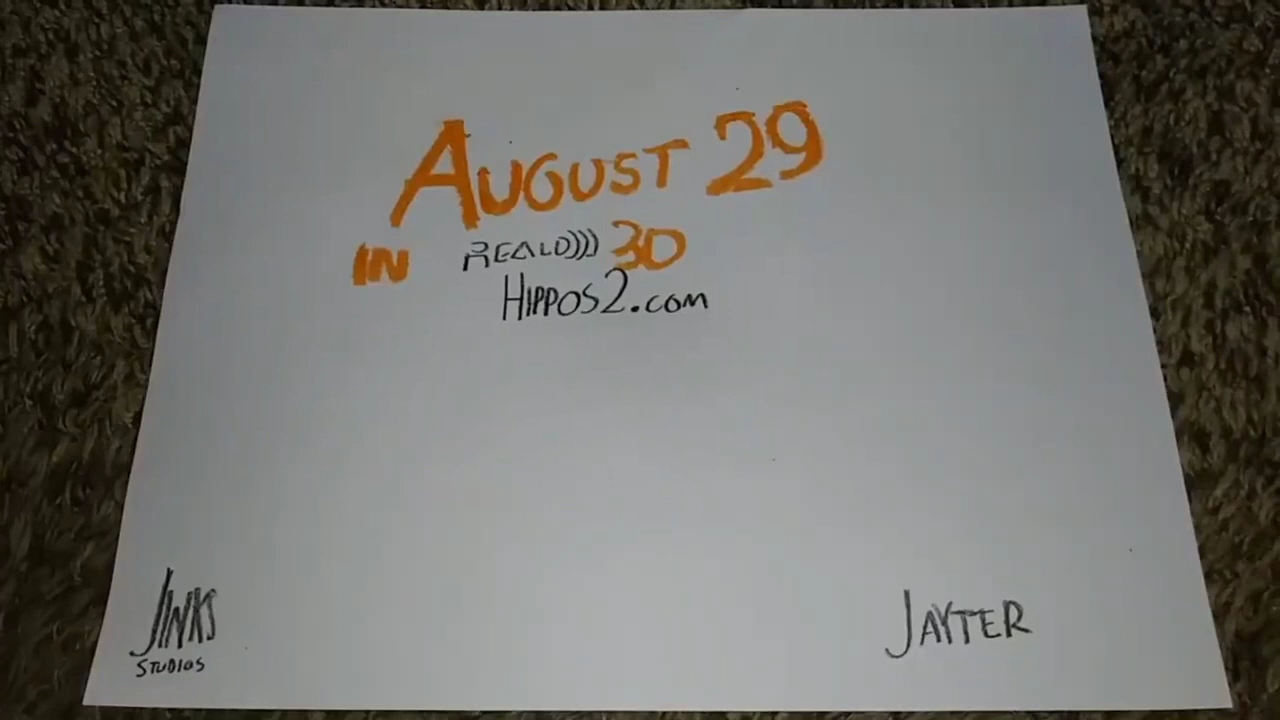 AUGUST 29
IN REALD))) 3D
HIPPOS2.COM
JINKS
STUDIOS
JAYTER